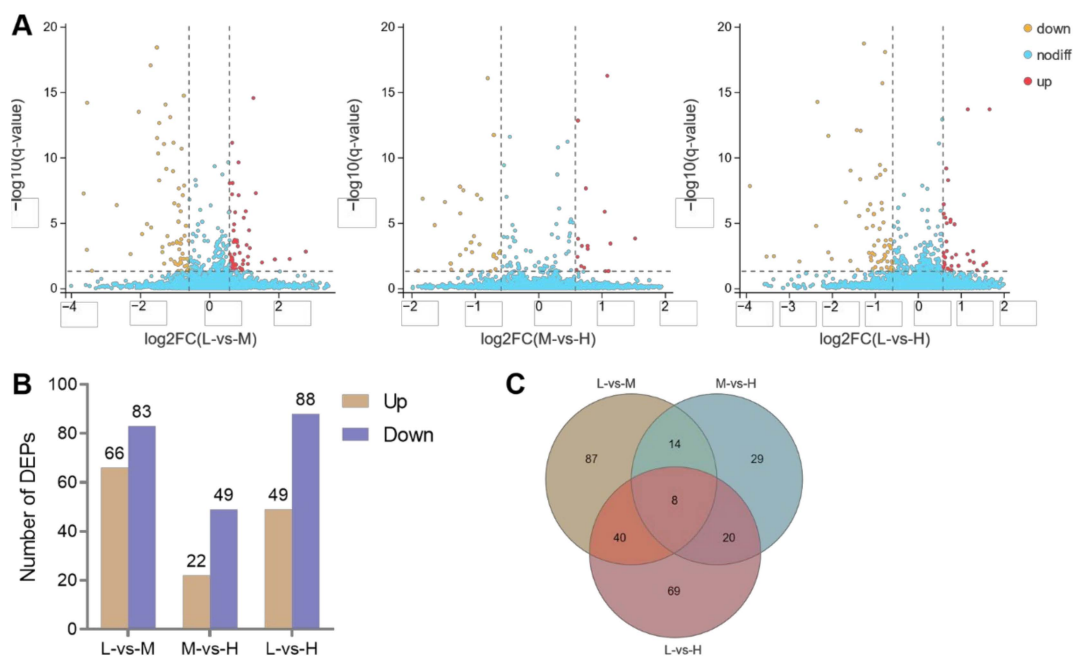 A
20
15
10
5
0
−log10(q-value)
−4
−2
0
2
log2FC(L-vs-M)
20
15
10
5
0
−log10(q-value)
−2
−1
0
1
2
log2FC(M-vs-H)
20
15
10
5
0
−log10(q-value)
−4
−3
−2
−1
0
1
2
log2FC(L-vs-H)
down
nodiff
up
B
100
80
60
40
20
0
Number of DEPs
66
83
22
49
49
88
L-vs-M
M-vs-H
L-vs-H
Up
Down
C
L-vs-M
M-vs-H
87
14
29
8
40
20
69
L-vs-H